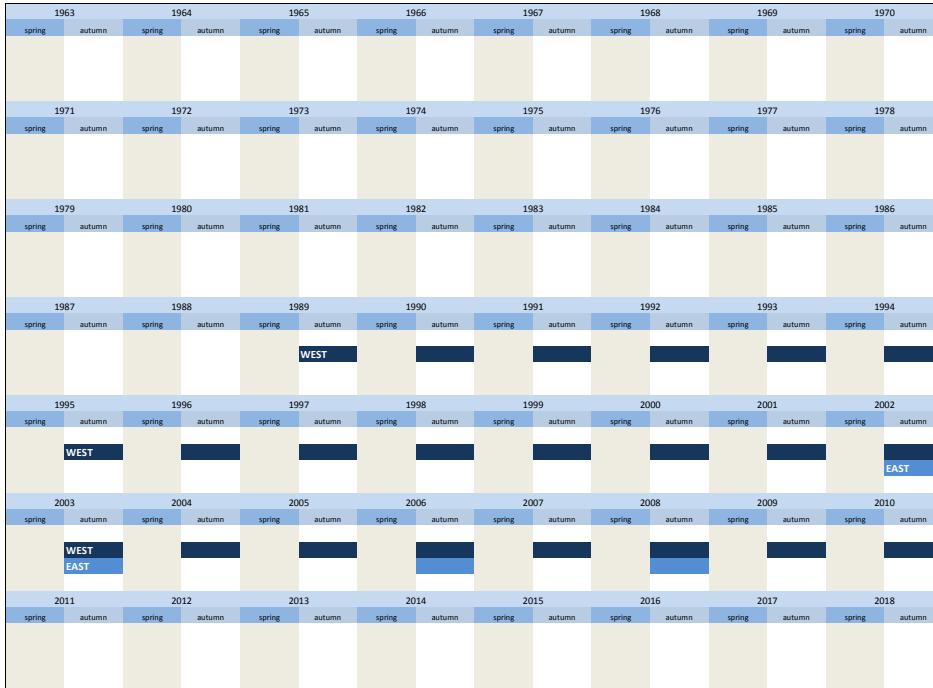 1963 1964 1965 1966 1967 1968 1969 1970
spring autumn spring autumn spring autumn spring autumn spring autumn spring autumn spring autumn spring autumn
1971 1972 1973 1974 1975 1976 1977 1978
spring autumn spring autumn spring autumn spring autumn spring autumn spring autumn spring autumn spring autumn
1979 1980 1981 1982 1983 1984 1985 1986
spring autumn spring autumn spring autumn spring autumn spring autumn spring autumn spring autumn spring autumn
1987 1988 1989 1990 1991 1992 1993 1994
spring autumn spring autumn spring autumn spring autumn spring autumn spring autumn spring autumn spring autumn
WEST
1995 1996 1997 1998 1999 2000 2001 2002
spring autumn spring autumn spring autumn spring autumn spring autumn spring autumn spring autumn spring autumn
WEST
EAST
2003 2004 2005 2006 2007 2008 2009 2010
spring autumn spring autumn spring autumn spring autumn spring autumn spring autumn spring autumn spring autumn
WEST
EAST
2011 2012 2013 2014 2015 2016 2017 2018
spring autumn spring autumn spring autumn spring autumn spring autumn spring autumn spring autumn spring autumn